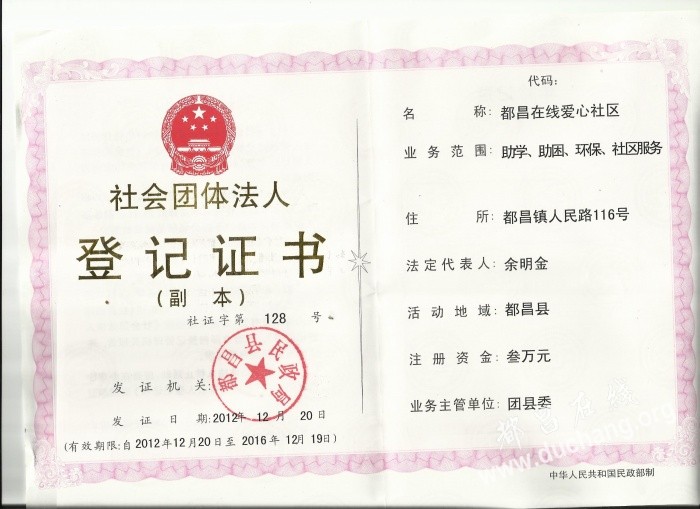 社会团体法人
登记证书
(副 本)
社证字第 128 号
都昌县民政局
发证机关:
发证日期:2012年 12月 20日
(有效期限:自2012年12月20日至2016年12月19日)
代码:
名 称: 都昌在线爱心社区
业务范围: 助学、助困、环保、社区服务
住 所: 都昌镇人民路116号
法定代表人: 余明金
活动地域: 都昌县
注册资金: 叁万元
业务主管单位: 团县委
都昌在线
www.duchang.org
中华人民共和国民政部制